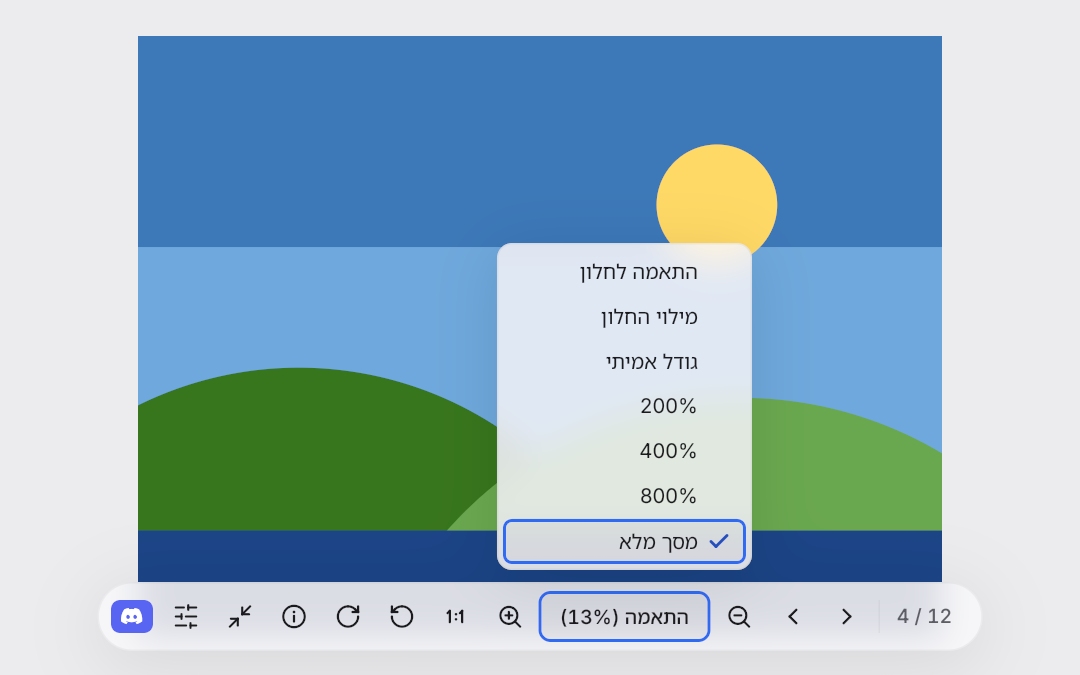 התאמה לחלון
מילוי החלון
גודל אמיתי
200%
400%
800%
מסך מלא
4 / 12
התאמה (13%)
1:1